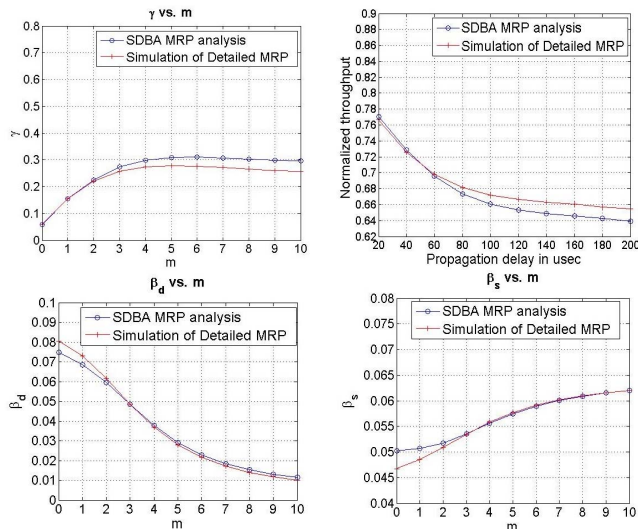 γ vs. m
0.8
0.7
0.6
0.5
0.4
0.3
0.2
0.1
0
γ
SDBA MRP analysis
Simulation of Detailed MRP
0 1 2 3 4 5 6 7 8 9 10
m
0.9
0.88
0.86
0.84
0.82
0.8
0.78
0.76
0.74
0.72
0.7
0.68
0.66
0.64
0.62
Normalized throughput
SDBA MRP analysis
Simulation of Detailed MRP
20 40 60 80 100 120 140 160 180 200
Propagation delay in usec
β_d vs. m
0.1
0.09
0.08
0.07
0.06
0.05
0.04
0.03
0.02
0.01
0
β_d
SDBA MRP analysis
Simulation of Detailed MRP
0 1 2 3 4 5 6 7 8 9 10
m
β_s vs. m
0.08
0.075
0.07
0.065
0.06
0.055
0.05
0.045
0.04
β_s
SDBA MRP analysis
Simulation of Detailed MRP
0 1 2 3 4 5 6 7 8 9 10
m